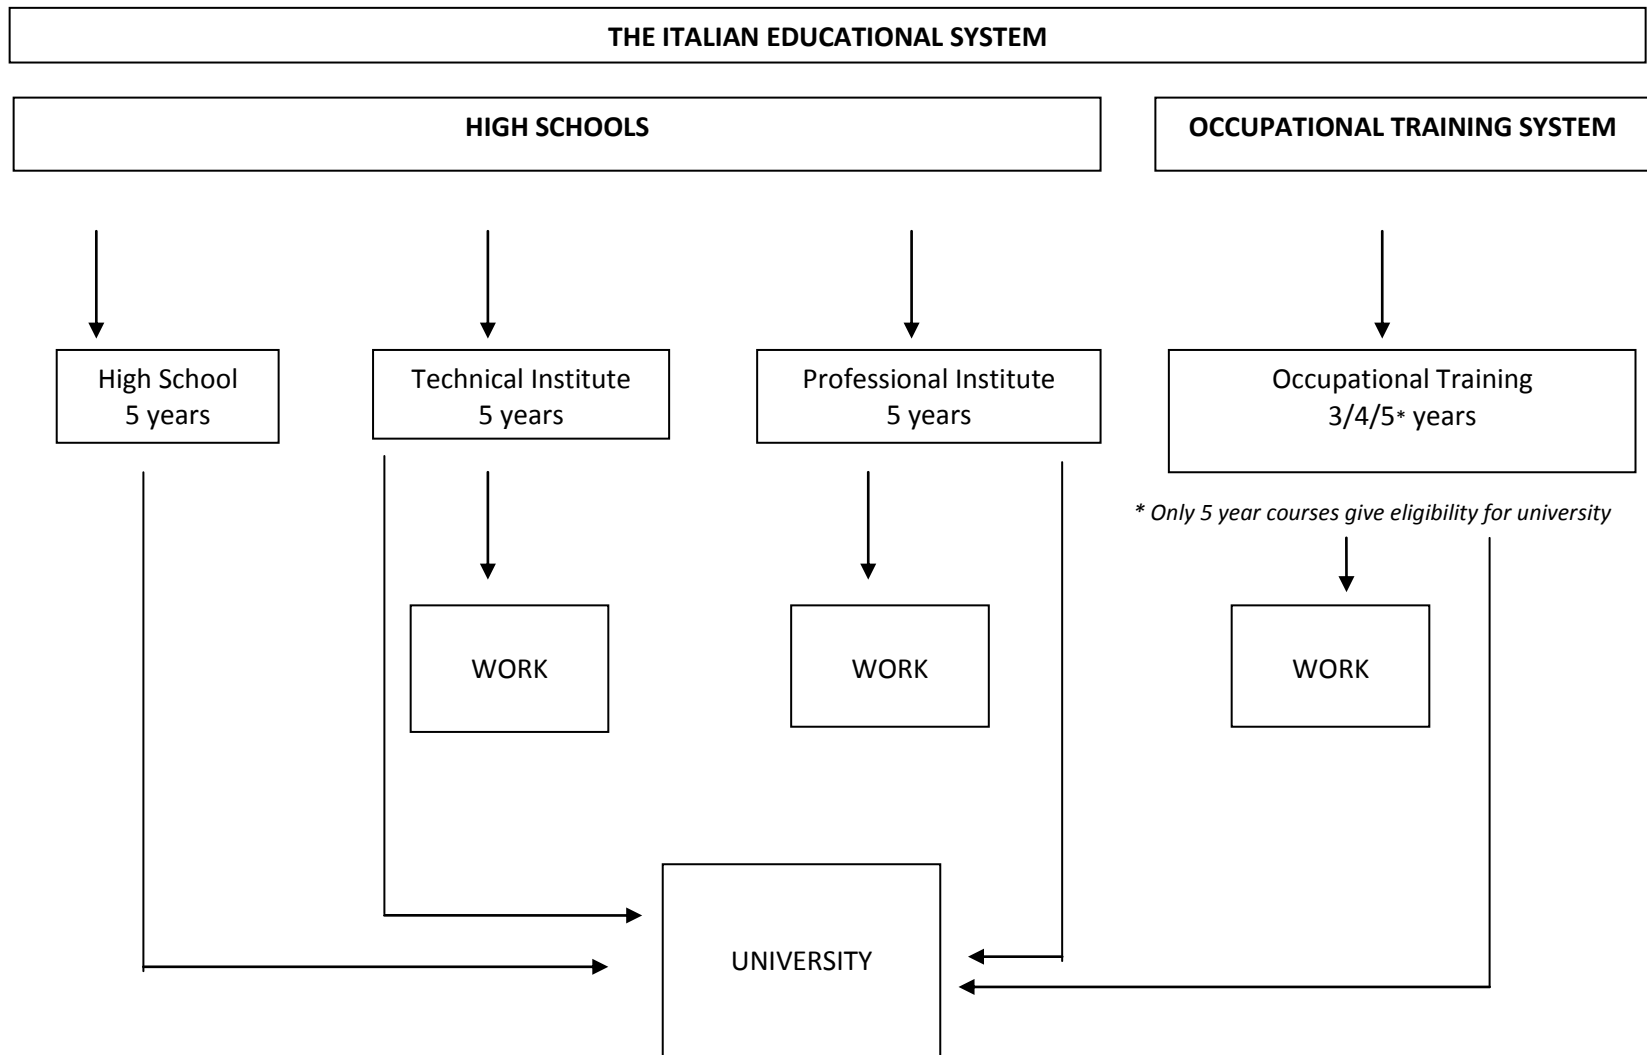 THE ITALIAN EDUCATIONAL SYSTEM
HIGH SCHOOLS
OCCUPATIONAL TRAINING SYSTEM
High School
5 years
Technical Institute
5 years
Professional Institute
5 years
Occupational Training
3/4/5* years
* Only 5 year courses give eligibility for university
WORK
WORK
WORK
UNIVERSITY